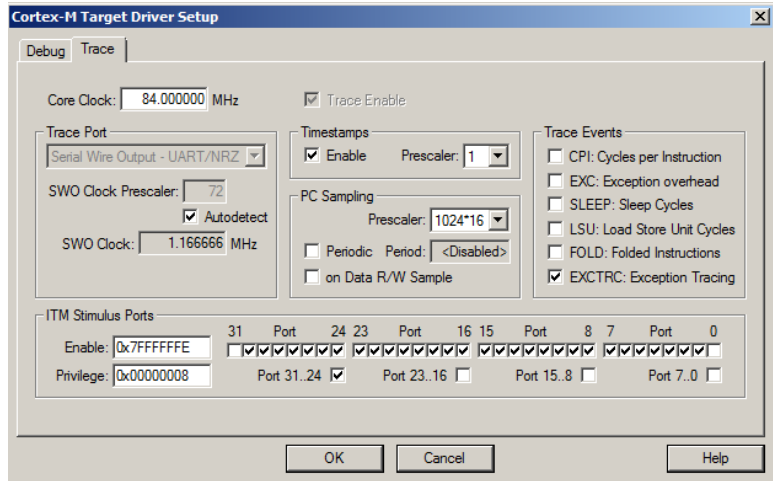 Cortex-M Target Driver Setup
Debug Trace
Core Clock: 84.000000 MHz
Trace Enable
Trace Port
Serial Wire Output - UART/NRZ
SWO Clock Prescaler: 72
Autodetect
SWO Clock: 1.166666 MHz
Timestamps
Enable Prescaler: 1
PC Sampling
Prescaler: 1024*16
Periodic Period: <Disabled>
on Data R/W Sample
Trace Events
CPI: Cycles per Instruction
EXC: Exception overhead
SLEEP: Sleep Cycles
LSU: Load Store Unit Cycles
FOLD: Folded Instructions
EXCTRC: Exception Tracing
ITM Stimulus Ports
31 Port 24 23 Port 16 15 Port 8 7 Port 0
Enable: 0x7FFFFFFE
Privilege: 0x00000008 Port 31..24 Port 23..16 Port 15..8 Port 7..0
OK Cancel Help